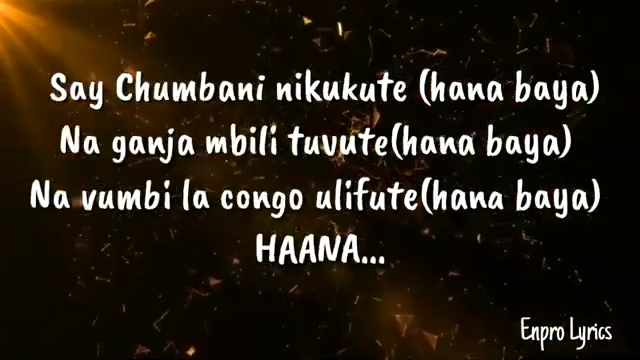 Say Chumbani nikukute (hana baya)
Na ganja mbili tuvute(hana baya)
Na vumbi la congo ulifute(hana baya)
HAANA...
Enpro Lyrics